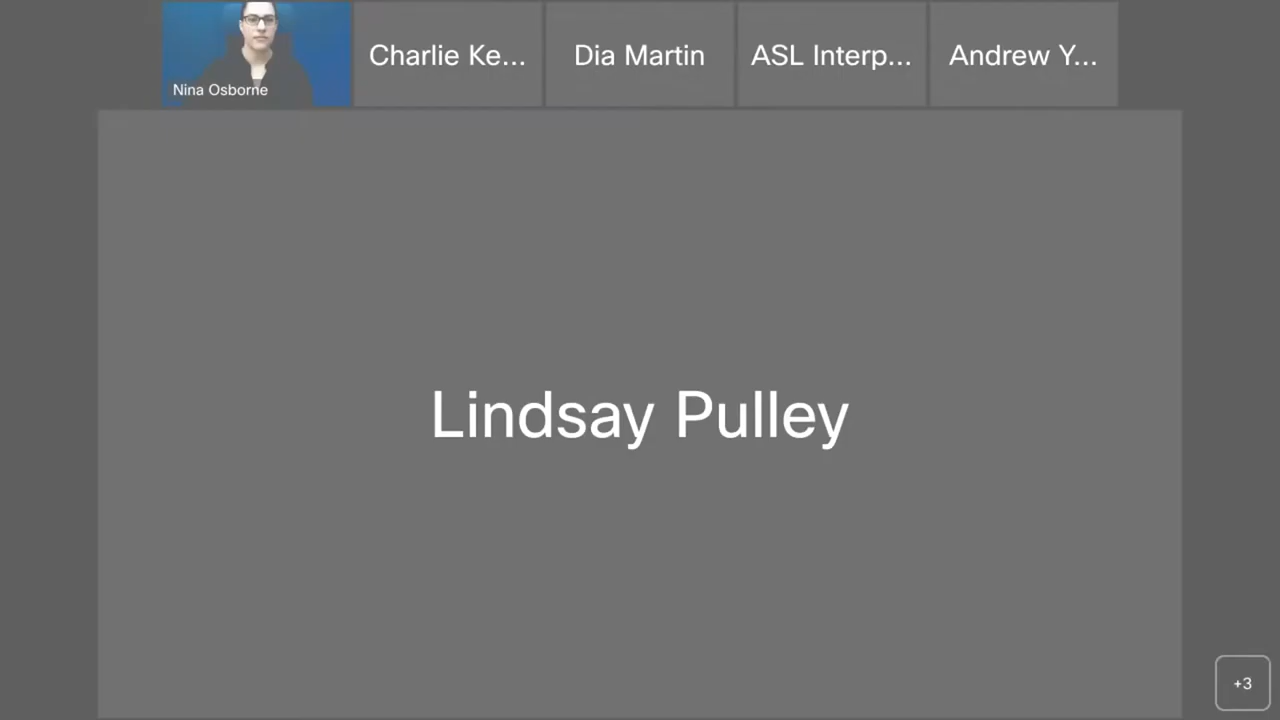 Nina Osborne
Charlie Ke...
Dia Martin
ASL Interp...
Andrew Y...
Lindsay Pulley
+3